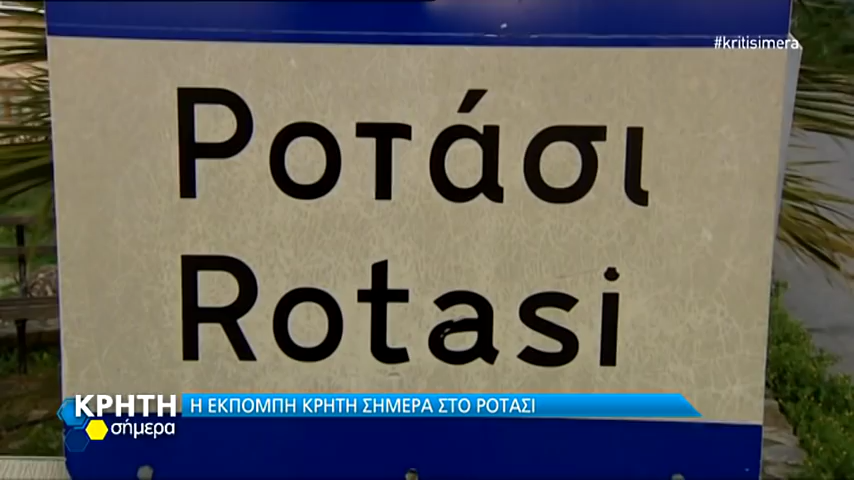 #kritisimera
Ροτάσι
Rotasi
ΚΡΗΤΗ
σήμερα
Η ΕΚΠΟΜΠΗ ΚΡΗΤΗ ΣΗΜΕΡΑ ΣΤΟ ΡΟΤΑΣΙ